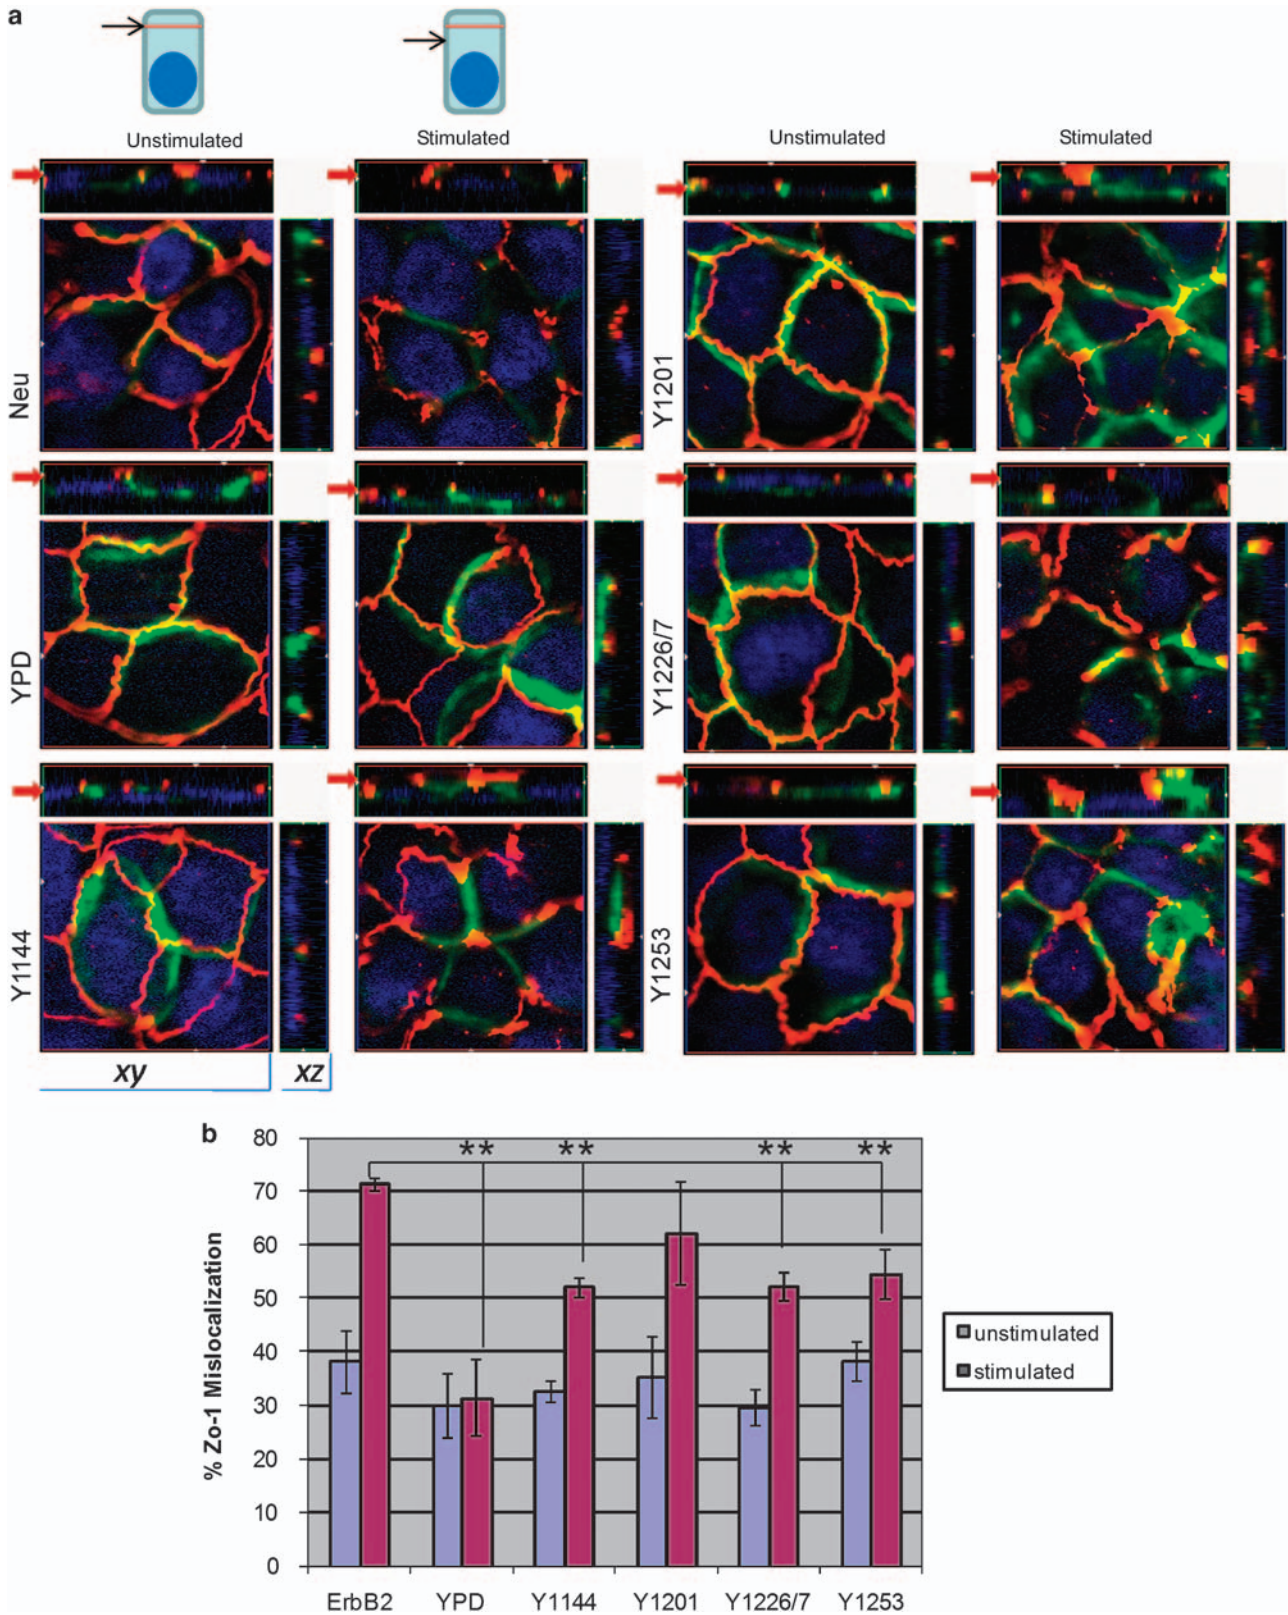 a
Unstimulated
Stimulated
Unstimulated
Stimulated
Neu
Y1201
YPD
Y1226/7
Y1144
Y1253
xy
xz
b
% Zo-1 Mislocalization
80
70
60
50
40
30
20
10
0
**
**
**
**
ErbB2
YPD
Y1144
Y1201
Y1226/7
Y1253
unstimulated
stimulated